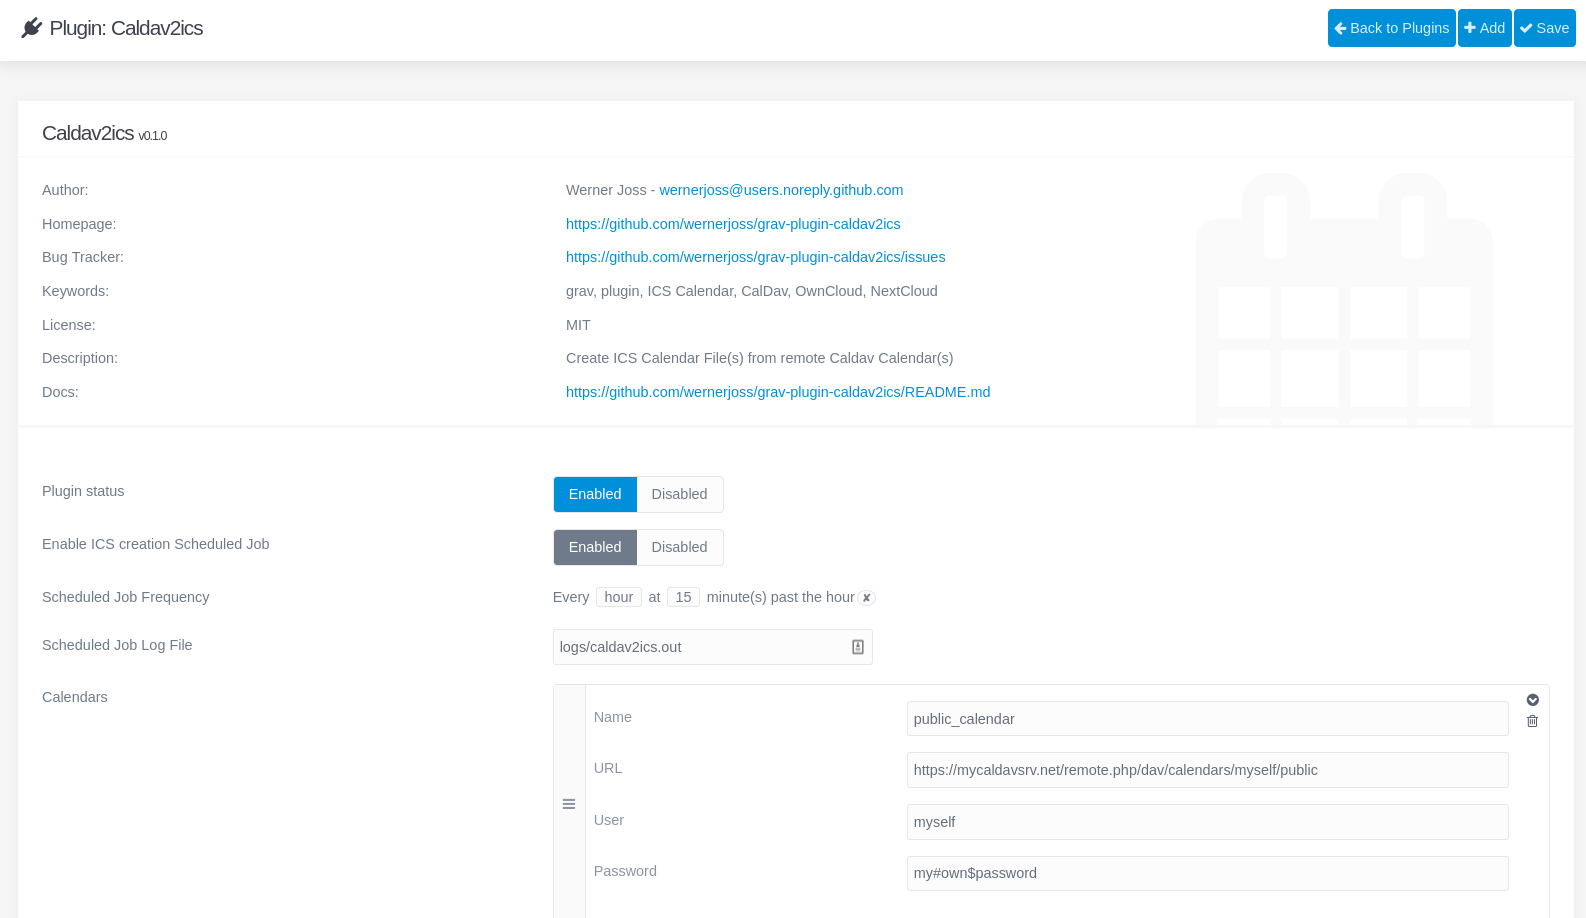 Plugin: Caldav2ics
Back to Plugins
Add
Save
Caldav2ics v0.1.0
Author: Werner Joss - wernerjoss@users.noreply.github.com
Homepage: https://github.com/wernerjoss/grav-plugin-caldav2ics
Bug Tracker: https://github.com/wernerjoss/grav-plugin-caldav2ics/issues
Keywords: grav, plugin, ICS Calendar, CalDav, OwnCloud, NextCloud
License: MIT
Description: Create ICS Calendar File(s) from remote Caldav Calendar(s)
Docs: https://github.com/wernerjoss/grav-plugin-caldav2ics/README.md
Plugin status Enabled Disabled
Enable ICS creation Scheduled Job Enabled Disabled
Scheduled Job Frequency Every hour at 15 minute(s) past the hour ✘
Scheduled Job Log File logs/caldav2ics.out
Calendars
Name public_calendar
URL https://mycaldavsrv.net/remote.php/dav/calendars/myself/public
User myself
Password my#own$password